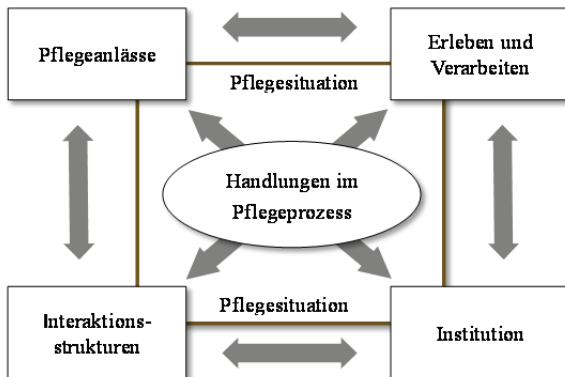 Pflegeanlässe
Erleben und
Verarbeiten
Pflegesituation
Handlungen im
Pflegeprozess
Pflegesituation
Interaktions-
strukturen
Institution